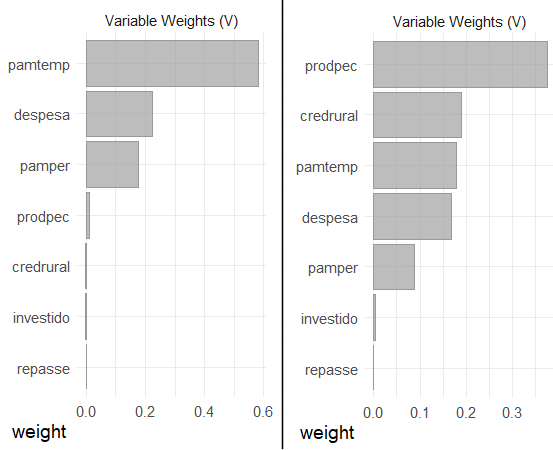 Variable Weights (V)
pamtemp
despesa
pamper
prodpec
credrural
investido
repasse
0.0 0.2 0.4 0.6
weight
Variable Weights (V)
prodpec
credrural
pamtemp
despesa
pamper
investido
repasse
0.0 0.1 0.2 0.3
weight